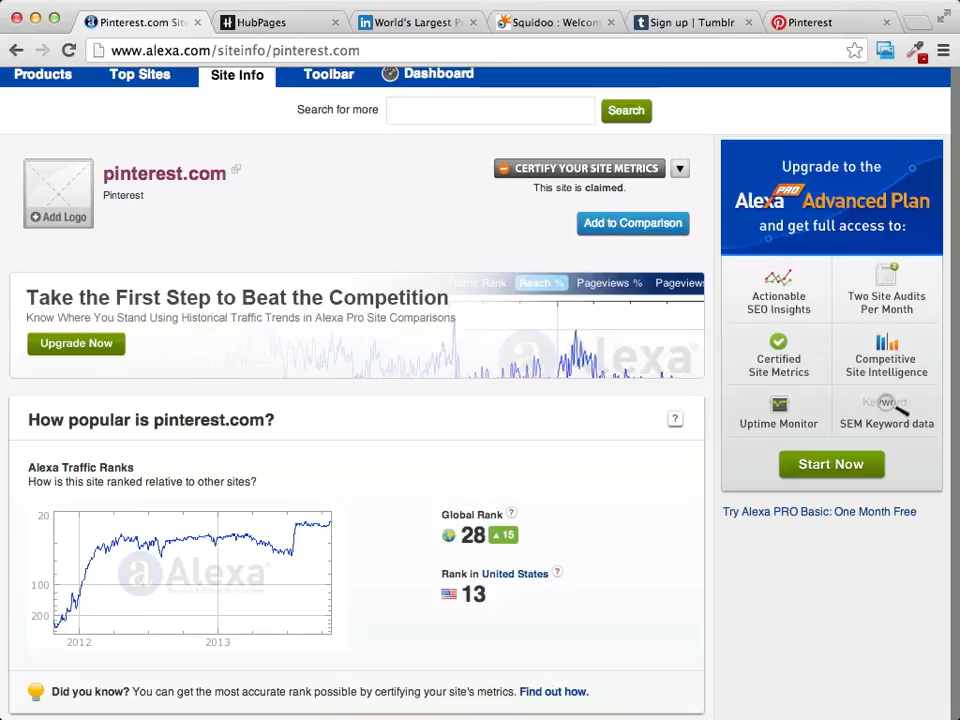 Pinterest.com Sit
HubPages
World's Largest P
Squidoo : Welcom
Sign up | Tumblr
Pinterest
www.alexa.com/siteinfo/pinterest.com
Products
Top Sites
Site Info
Toolbar
Dashboard
Search for more
Search
Add Logo
pinterest.com
Pinterest
CERTIFY YOUR SITE METRICS
This site is claimed.
Add to Comparison
Take the First Step to Beat the Competition
Know Where You Stand Using Historical Traffic Trends in Alexa Pro Site Comparisons
Upgrade Now
Traffic Rank Reach % Pageviews % Pageviews
Alexa
How popular is pinterest.com?
?
Alexa Traffic Ranks
How is this site ranked relative to other sites?
20
100
200
2012
2013
a Alexa
Global Rank ?
28 15
Rank in United States ?
13
Did you know? You can get the most accurate rank possible by certifying your site's metrics. Find out how.
Upgrade to the
Alexa PRO Advanced Plan
and get full access to:
Actionable
SEO Insights
Two Site Audits
Per Month
Certified
Site Metrics
Competitive
Site Intelligence
Uptime Monitor
Keyword
SEM Keyword data
Start Now
Try Alexa PRO Basic: One Month Free